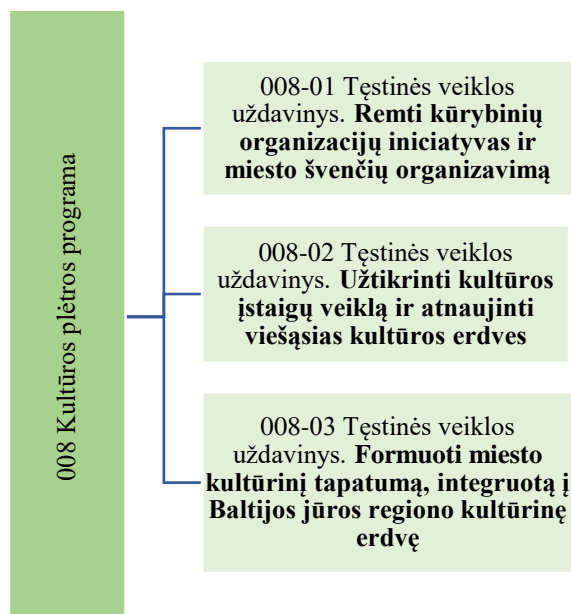 008 Kultūros plėtros programa
008-01 Tęstinės veiklos
uždavinys. Remti kūrybinių
organizacijų iniciatyvas ir
miesto švenčių organizavimą
008-02 Tęstinės veiklos
uždavinys. Užtikrinti kultūros
įstaigų veiklą ir atnaujinti
viešąsias kultūros erdves
008-03 Tęstinės veiklos
uždavinys. Formuoti miesto
kultūrinį tapatumą, integruotą į
Baltijos jūros regiono kultūrinę
erdvę